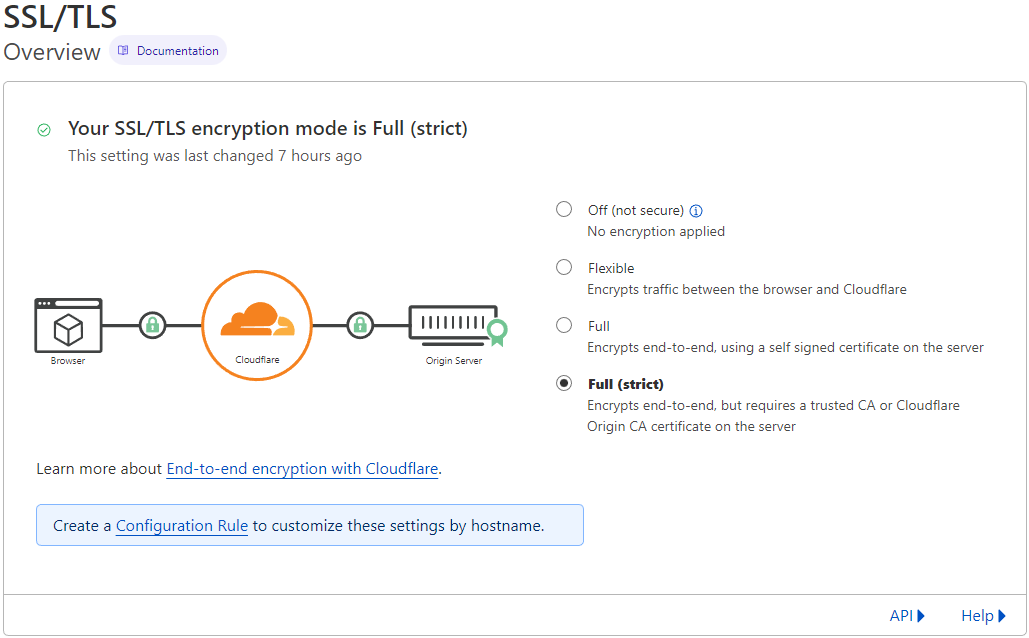 SSL/TLS
Overview
Documentation
Your SSL/TLS encryption mode is Full (strict)
This setting was last changed 7 hours ago
Browser
Cloudflare
Origin Server
Off (not secure)
No encryption applied
Flexible
Encrypts traffic between the browser and Cloudflare
Full
Encrypts end-to-end, using a self signed certificate on the server
Full (strict)
Encrypts end-to-end, but requires a trusted CA or Cloudflare
Origin CA certificate on the server
Learn more about End-to-end encryption with Cloudflare.
Create a Configuration Rule to customize these settings by hostname.
API
Help